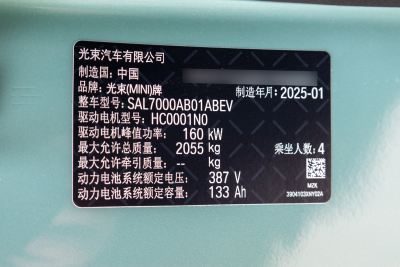 光束汽车有限公司
制造国：中国
品牌：光束(MINI)牌 制造年月：2025-01
整车型号：SAL7000AB01ABEV
驱动电机型号：HC0001N0
驱动电机峰值功率：160 kW
最大允许总质量：2055 kg 乘坐人数：4
最大允许牵引质量：-- kg
动力电池系统额定电压：387 V
动力电池系统额定容量：133 Ah
MZK
3904103XNY02A